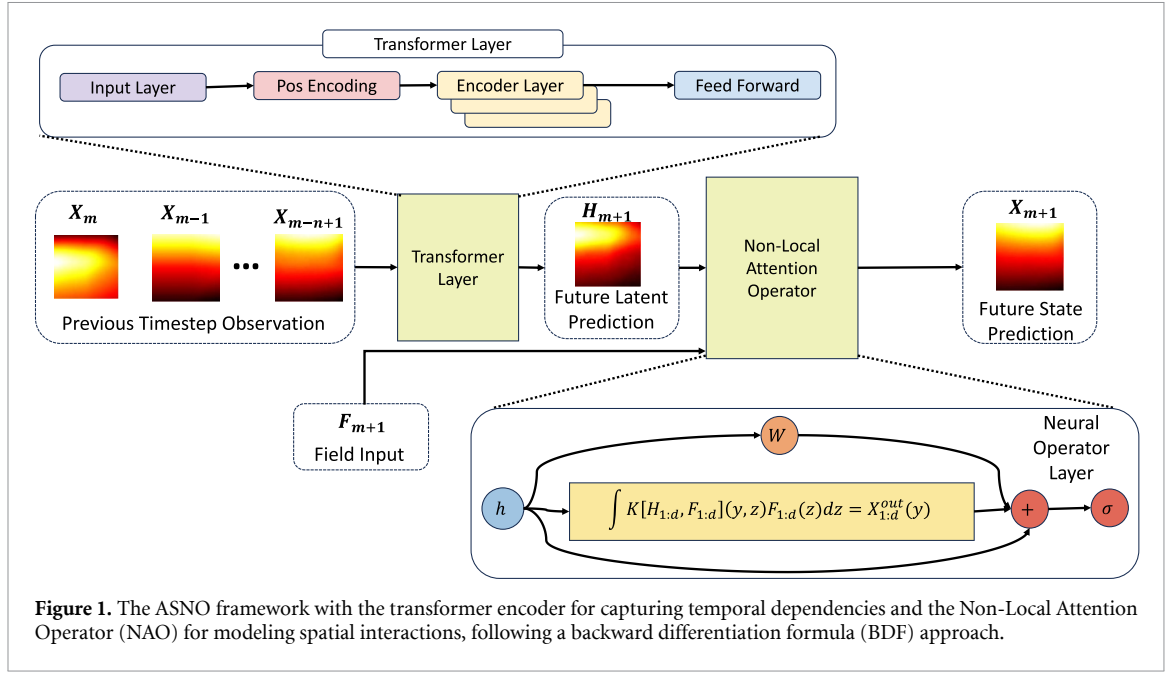 Transformer Layer
Input Layer
Pos Encoding
Encoder Layer
Feed Forward
X_m
X_{m−1}
X_{m−n+1}
•••
Previous Timestep Observation
Transformer
Layer
H_{m+1}
Future Latent
Prediction
Non-Local
Attention
Operator
X_{m+1}
Future State
Prediction
F_{m+1}
Field Input
Neural
Operator
Layer
W
h
∫ K[H_{1:d}, F_{1:d}](y, z)F_{1:d}(z)dz = X_{1:d}^{out}(y)
+
σ
Figure 1. The ASNO framework with the transformer encoder for capturing temporal dependencies and the Non-Local Attention
Operator (NAO) for modeling spatial interactions, following a backward differentiation formula (BDF) approach.